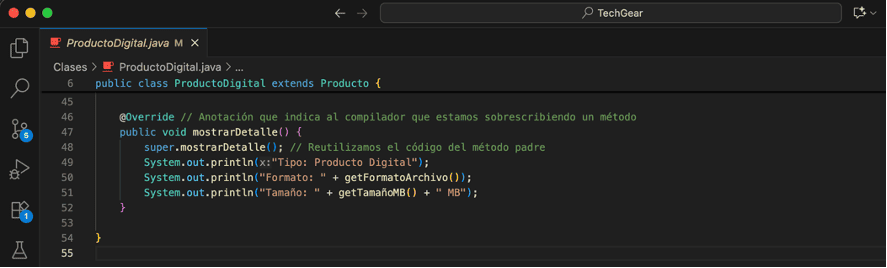 TechGear
ProductoDigital.java M
Clases > ProductoDigital.java > ...
6 public class ProductoDigital extends Producto {
45
46 @Override // Anotación que indica al compilador que estamos sobrescribiendo un método
47 public void mostrarDetalle() {
48 super.mostrarDetalle(); // Reutilizamos el código del método padre
49 System.out.println(x:"Tipo: Producto Digital");
50 System.out.println("Formato: " + getFormatoArchivo());
51 System.out.println("Tamaño: " + getTamañoMB() + " MB");
52 }
53
54 }
55
5
1